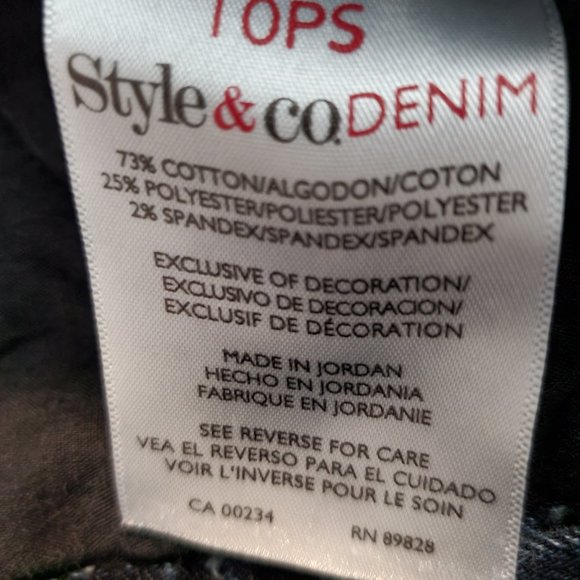 TOPS
Style & co. DENIM
73% COTTON/ALGODON/COTON
25% POLYESTER/POLIESTER/POLYESTER
2% SPANDEX/SPANDEX/SPANDEX
EXCLUSIVE OF DECORATION/
EXCLUSIVO DE DECORACION/
EXCLUSIF DE DÉCORATION
MADE IN JORDAN
HECHO EN JORDANIA
FABRIQUE EN JORDANIE
SEE REVERSE FOR CARE
VEA EL REVERSO PARA EL CUIDADO
VOIR L'INVERSE POUR LE SOIN
CA 00234 RN 89828